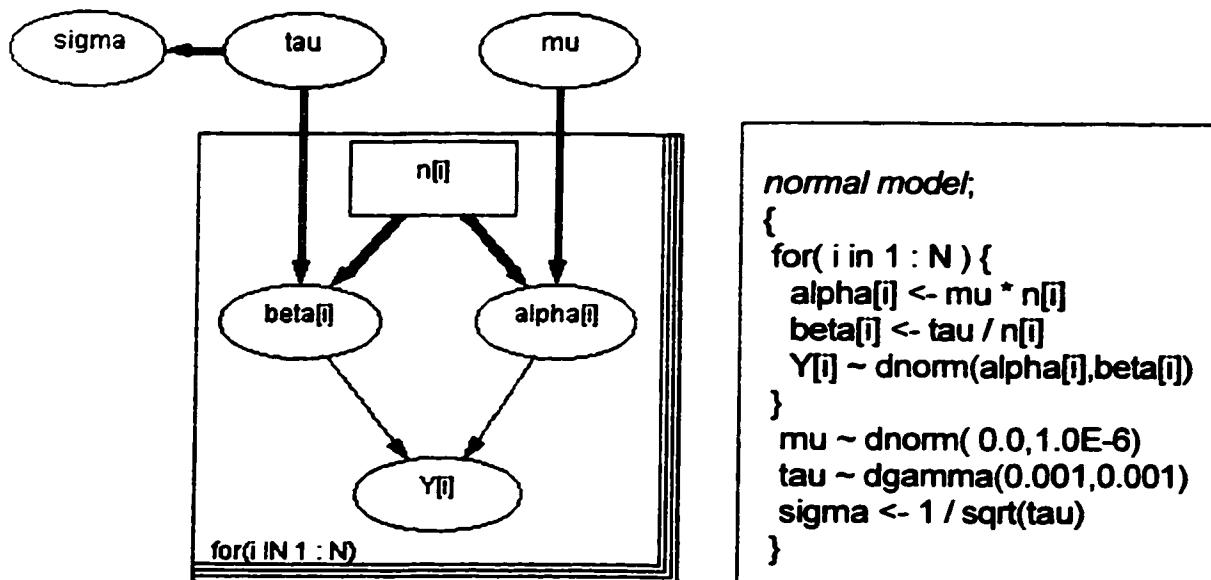 sigma
tau
mu
n[i]
beta[i]
alpha[i]
Y[i]
for(i IN 1 : N)
normal model;
{
for( i in 1 : N ) {
alpha[i] <- mu * n[i]
beta[i] <- tau / n[i]
Y[i] ~ dnorm(alpha[i],beta[i])
}
mu ~ dnorm( 0.0,1.0E-6)
tau ~ dgamma(0.001,0.001)
sigma <- 1 / sqrt(tau)
}